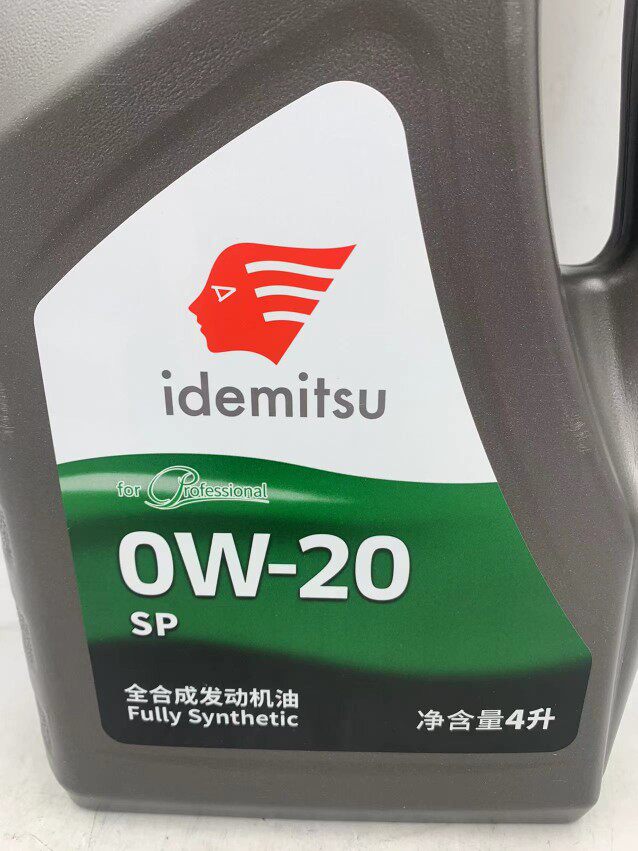 idemitsu
for Professional
0W-20
SP
全合成发动机油
Fully Synthetic
净含量4升